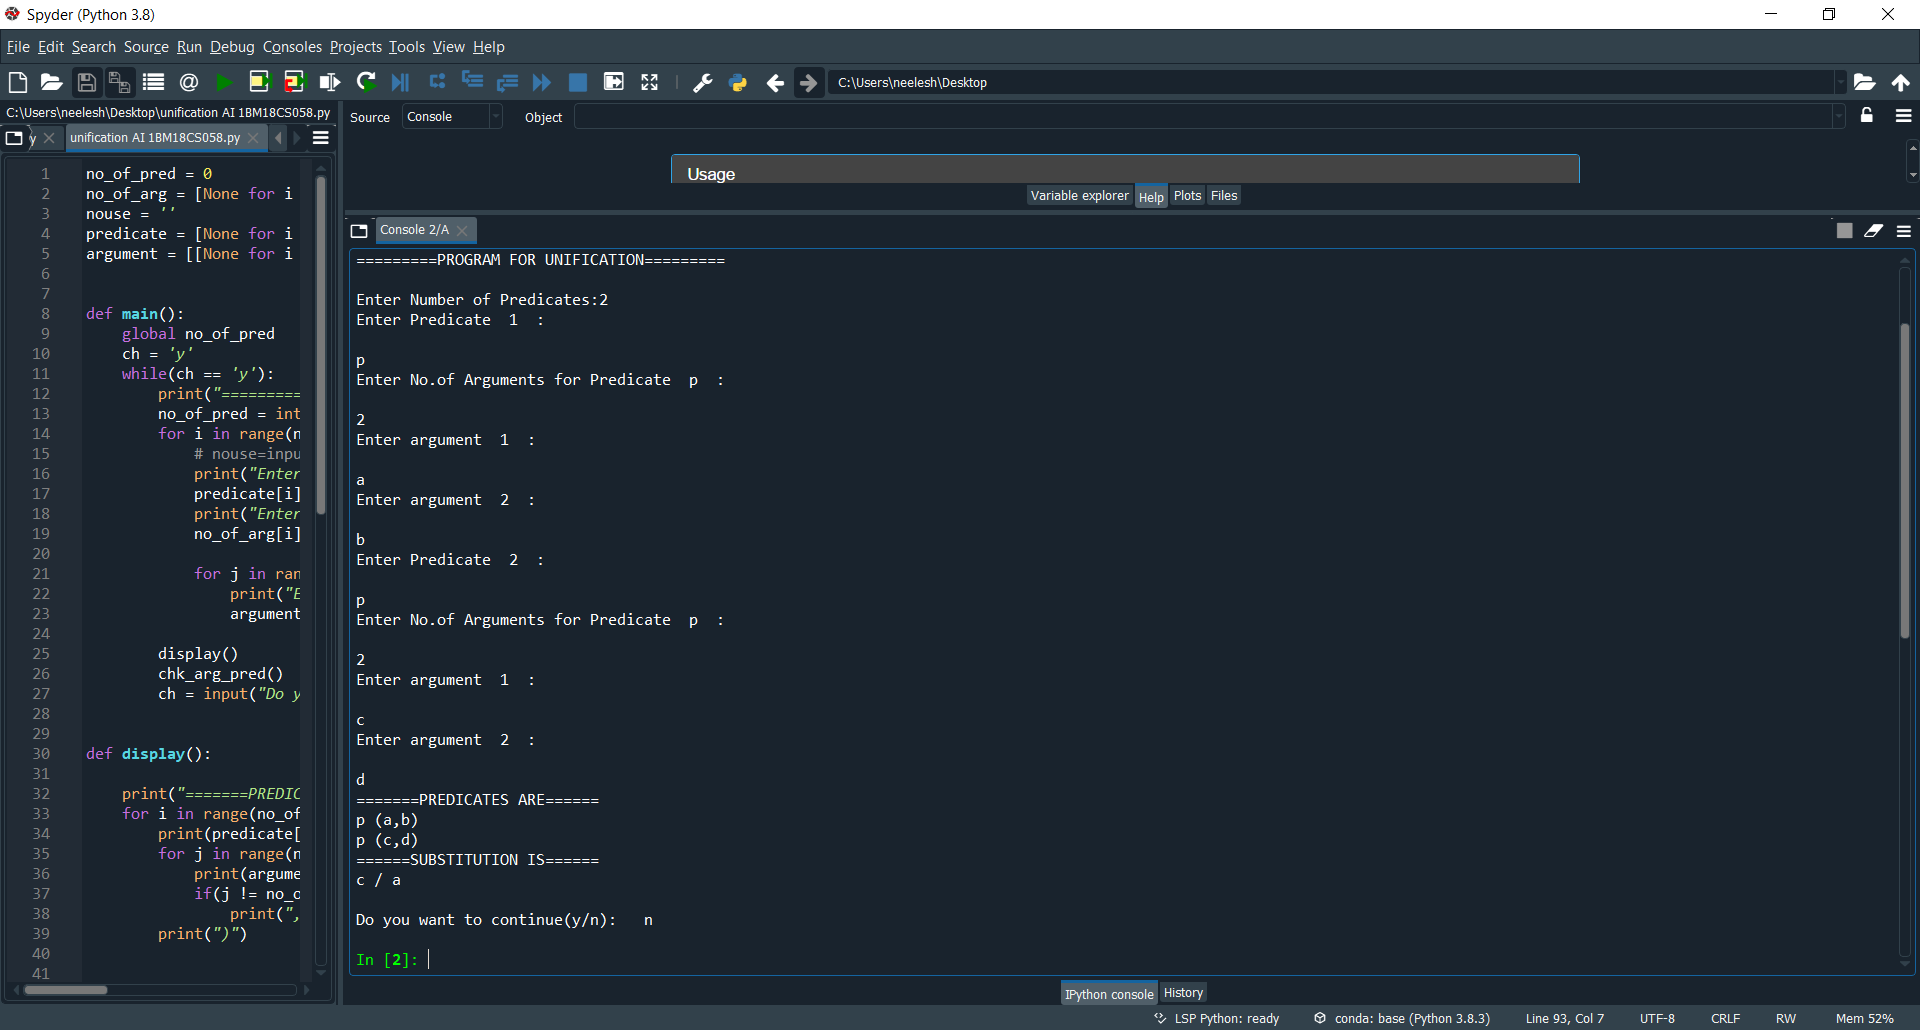 Spyder (Python 3.8)
File Edit Search Source Run Debug Consoles Projects Tools View Help
C:\Users\neelesh\Desktop
C:\Users\neelesh\Desktop\unification AI 1BM18CS058.py
y unification AI 1BM18CS058.py
1 no_of_pred = 0
2 no_of_arg = [None for i
3 nouse = ''
4 predicate = [None for i
5 argument = [[None for i
6
7
8 def main():
9 global no_of_pred
10 ch = 'y'
11 while(ch == 'y'):
12 print("=========
13 no_of_pred = int
14 for i in range(n
15 # nouse=inpu
16 print("Enter
17 predicate[i]
18 print("Enter
19 no_of_arg[i]
20
21 for j in ran
22 print("E
23 argument
24
25 display()
26 chk_arg_pred()
27 ch = input("Do y
28
29
30 def display():
31
32 print("=======PREDIC
33 for i in range(no_of
34 print(predicate[
35 for j in range(n
36 print(argume
37 if(j != no_o
38 print(",
39 print(")")
40
41
Source Console Object
Usage
Variable explorer Help Plots Files
Console 2/A
=========PROGRAM FOR UNIFICATION=========
Enter Number of Predicates:2
Enter Predicate 1 :
p
Enter No.of Arguments for Predicate p :
2
Enter argument 1 :
a
Enter argument 2 :
b
Enter Predicate 2 :
p
Enter No.of Arguments for Predicate p :
2
Enter argument 1 :
c
Enter argument 2 :
d
=======PREDICATES ARE======
p (a,b)
p (c,d)
======SUBSTITUTION IS======
c / a
Do you want to continue(y/n): n
In [2]:
IPython console History
LSP Python: ready conda: base (Python 3.8.3) Line 93, Col 7 UTF-8 CRLF RW Mem 52%